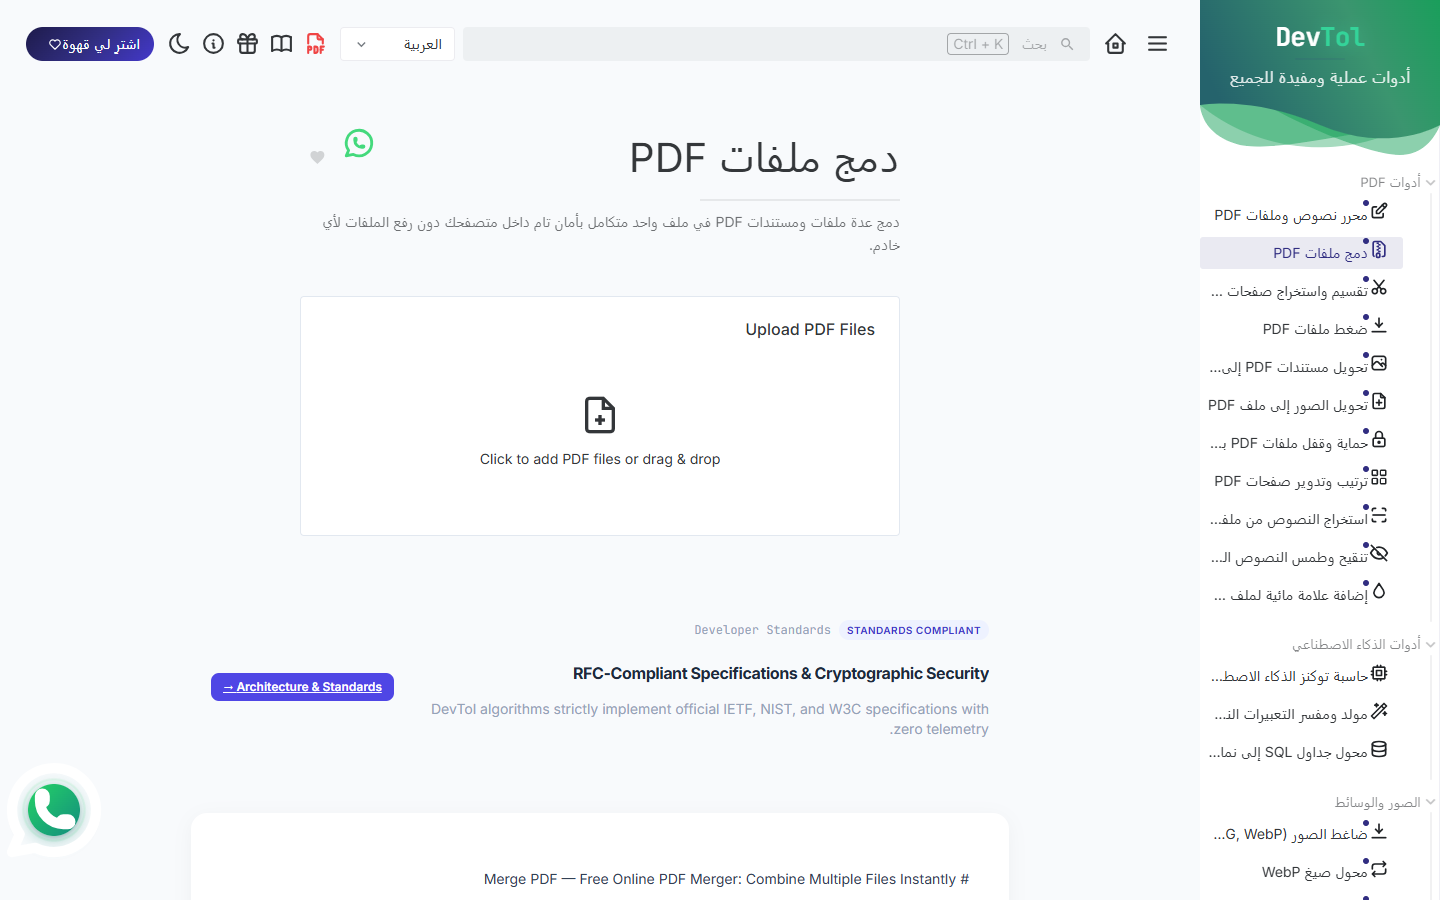 DevTol
أدوات عملية ومفيدة للجميع
بحث
Ctrl + K
العربية
PDF
اشترِ لي قهوة
أدوات PDF
محرر نصوص وملفات PDF
دمج ملفات PDF
تقسيم واستخراج صفحات ...
ضغط ملفات PDF
تحويل مستندات PDF إلى...
تحويل الصور إلى ملف PDF
حماية وقفل ملفات PDF بـ...
ترتيب وتدوير صفحات PDF
استخراج النصوص من ملفـ...
تنقيح وطمس النصوص الـ...
إضافة علامة مائية لملف ...
أدوات الذكاء الاصطناعي
حاسبة توكنز الذكاء الاصطـ...
مولد ومفسر التعبيرات النـ...
محول جداول SQL إلى نما...
الصور والوسائط
ضاغط الصور (G, WebP...
محول صيغ WebP
دمج ملفات PDF
دمج عدة ملفات ومستندات PDF في ملف واحد متكامل بأمان تام داخل متصفحك دون رفع الملفات لأي
خادم.
Upload PDF Files
Click to add PDF files or drag & drop
STANDARDS COMPLIANT
Developer Standards
RFC-Compliant Specifications & Cryptographic Security
DevTol algorithms strictly implement official IETF, NIST, and W3C specifications with
.zero telemetry
→ Architecture & Standards
Merge PDF — Free Online PDF Merger: Combine Multiple Files Instantly #